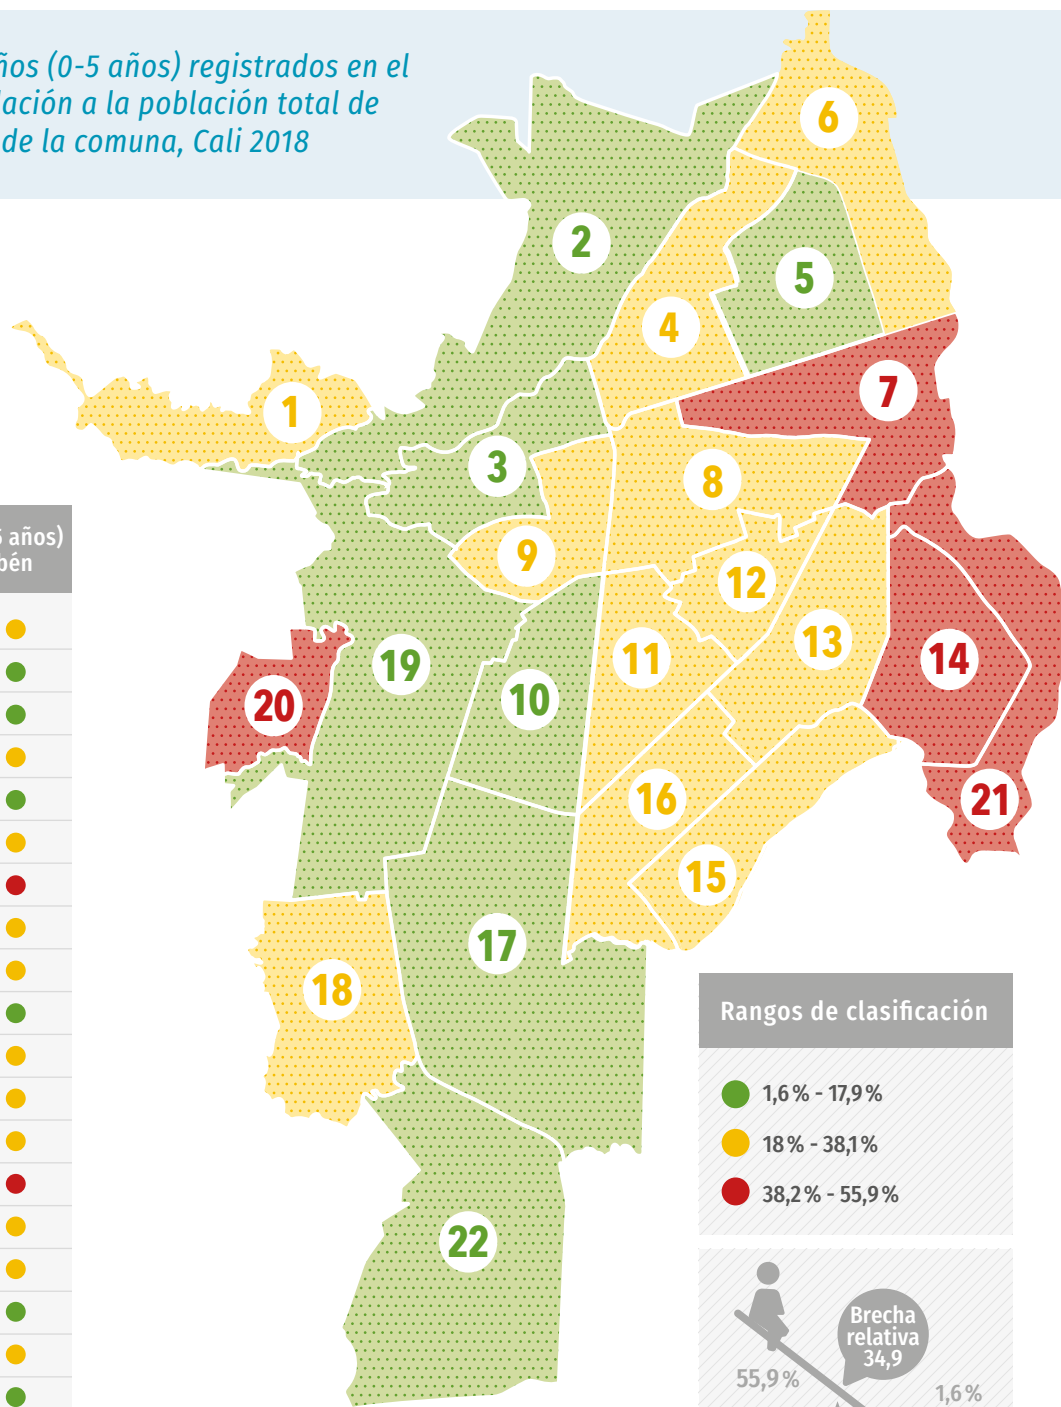 ños (0-5 años) registrados en el
lación a la población total de
de la comuna, Cali 2018
6
2
5
4
7
1
3
8
años)
bén
9
12
13
11
14
19
10
20
16
21
15
17
18
Rangos de clasificación
1,6% - 17,9%
18% - 38,1%
38,2% - 55,9%
22
Brecha
relativa
34,9
55,9%
1,6%